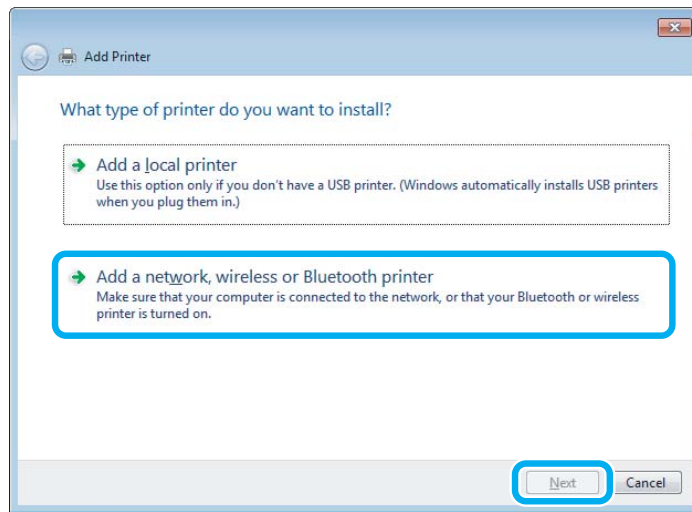 Add Printer
What type of printer do you want to install?
Add a local printer
Use this option only if you don't have a USB printer. (Windows automatically installs USB printers
when you plug them in.)
Add a network, wireless or Bluetooth printer
Make sure that your computer is connected to the network, or that your Bluetooth or wireless
printer is turned on.
Next Cancel